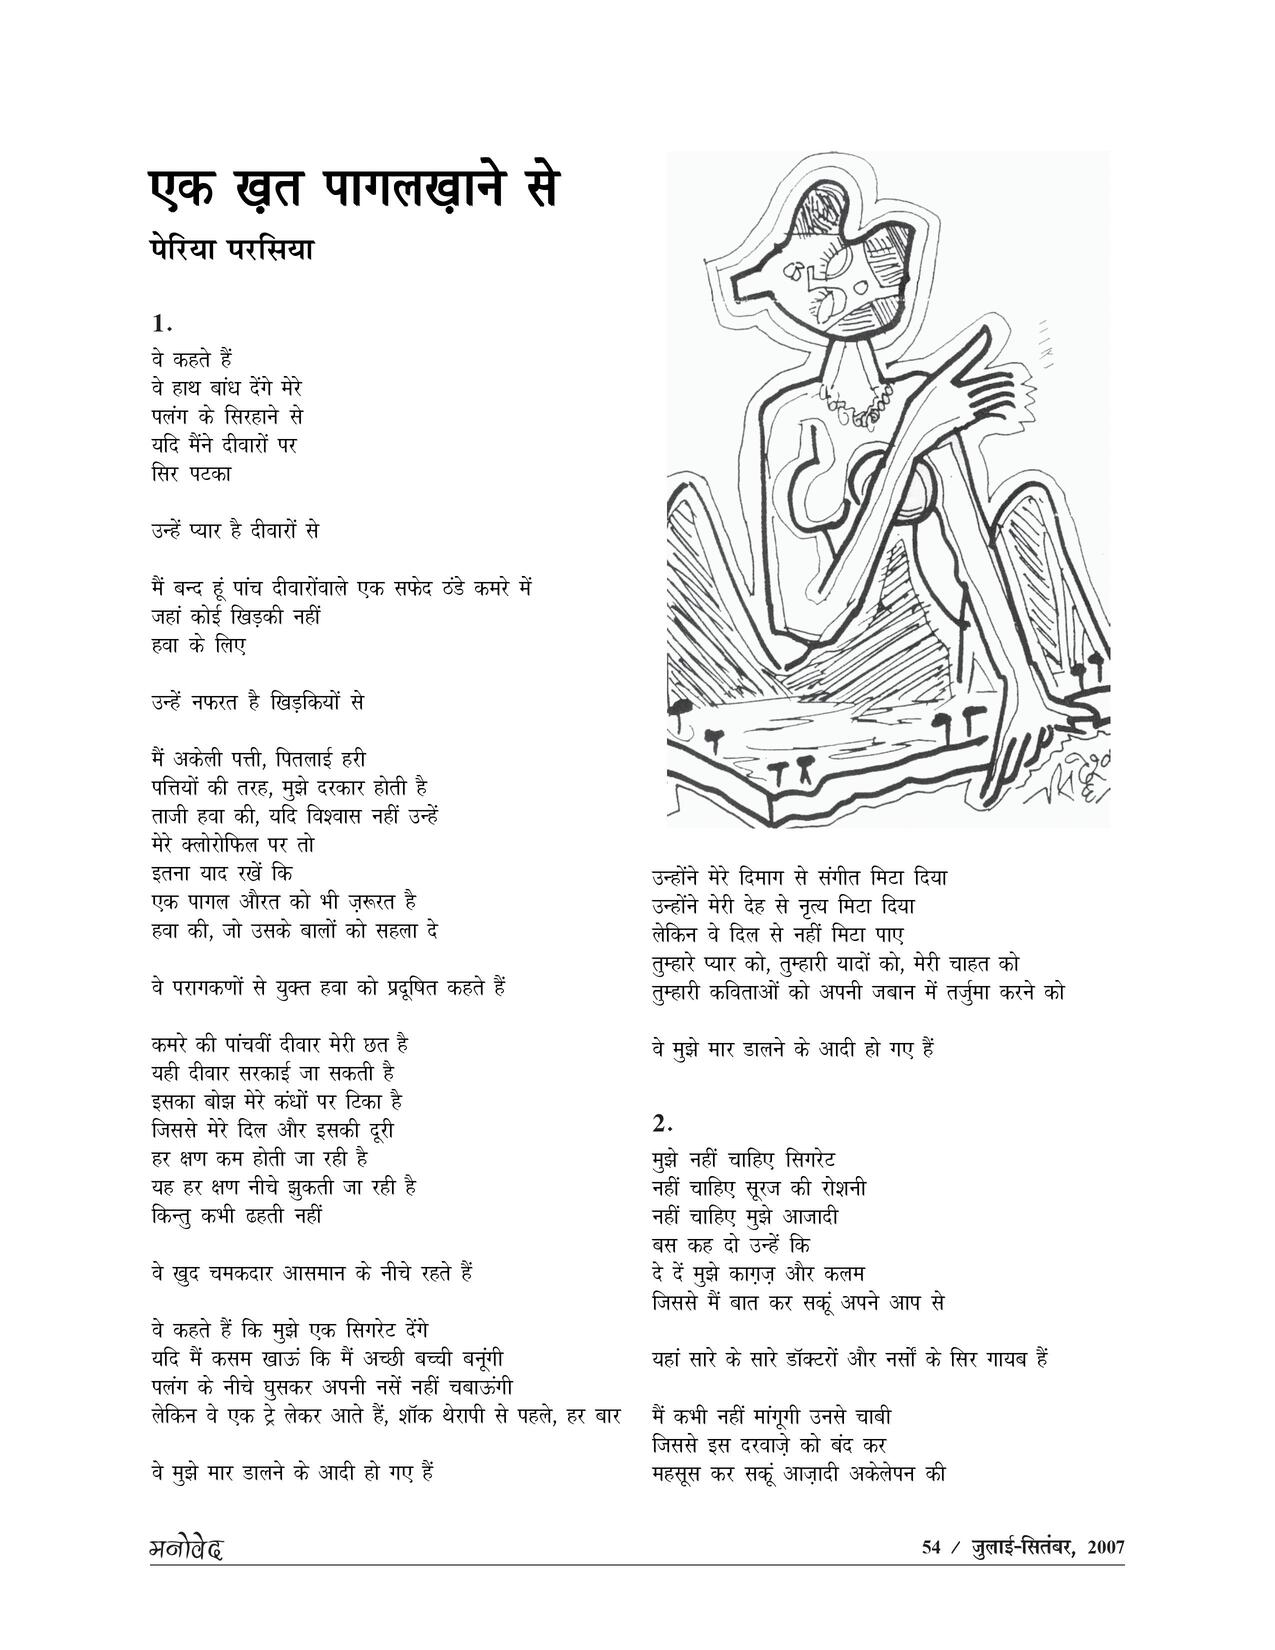 एक ख़त पागलख़ाने से
पेरिया परसिया
1.
वे कहते हैं
वे हाथ बांध देंगे मेरे
पलंग के सिरहाने से
यदि मैंने दीवारों पर
सिर पटका
उन्हें प्यार है दीवारों से
मैं बन्द हूं पांच दीवारोंवाले एक सफेद ठंडे कमरे में
जहां कोई खिड़की नहीं
हवा के लिए
उन्हें नफरत है खिड़कियों से
मैं अकेली पत्ती, पितलाई हरी
पत्तियों की तरह, मुझे दरकार होती है
ताजी हवा की, यदि विश्वास नहीं उन्हें
मेरे क्लोरोफिल पर तो
इतना याद रखें कि
एक पागल औरत को भी ज़रूरत है
हवा की, जो उसके बालों को सहला दे
वे परागकणों से युक्त हवा को प्रदूषित कहते हैं
कमरे की पांचवीं दीवार मेरी छत है
यही दीवार सरकाई जा सकती है
इसका बोझ मेरे कंधों पर टिका है
जिससे मेरे दिल और इसकी दूरी
हर क्षण कम होती जा रही है
यह हर क्षण नीचे झुकती जा रही है
किन्तु कभी ढहती नहीं
वे खुद चमकदार आसमान के नीचे रहते हैं
वे कहते हैं कि मुझे एक सिगरेट देंगे
यदि मैं कसम खाऊं कि मैं अच्छी बच्ची बनूंगी
पलंग के नीचे घुसकर अपनी नसें नहीं चबाऊंगी
लेकिन वे एक ट्रे लेकर आते हैं, शॉक थेरापी से पहले, हर बार
वे मुझे मार डालने के आदी हो गए हैं
उन्होंने मेरे दिमाग से संगीत मिटा दिया
उन्होंने मेरी देह से नृत्य मिटा दिया
लेकिन वे दिल से नहीं मिटा पाए
तुम्हारे प्यार को, तुम्हारी यादों को, मेरी चाहत को
तुम्हारी कविताओं को अपनी जबान में तर्जुमा करने को
वे मुझे मार डालने के आदी हो गए हैं
2.
मुझे नहीं चाहिए सिगरेट
नहीं चाहिए सूरज की रोशनी
नहीं चाहिए मुझे आजादी
बस कह दो उन्हें कि
दे दें मुझे काग़ज़ और कलम
जिससे मैं बात कर सकूं अपने आप से
यहां सारे के सारे डॉक्टरों और नर्सों के सिर गायब हैं
मैं कभी नहीं मांगूगी उनसे चाबी
जिससे इस दरवाज़े को बंद कर
महसूस कर सकूं आज़ादी अकेलेपन की
मनोवेद
54 / जुलाई-सितंबर, 2007